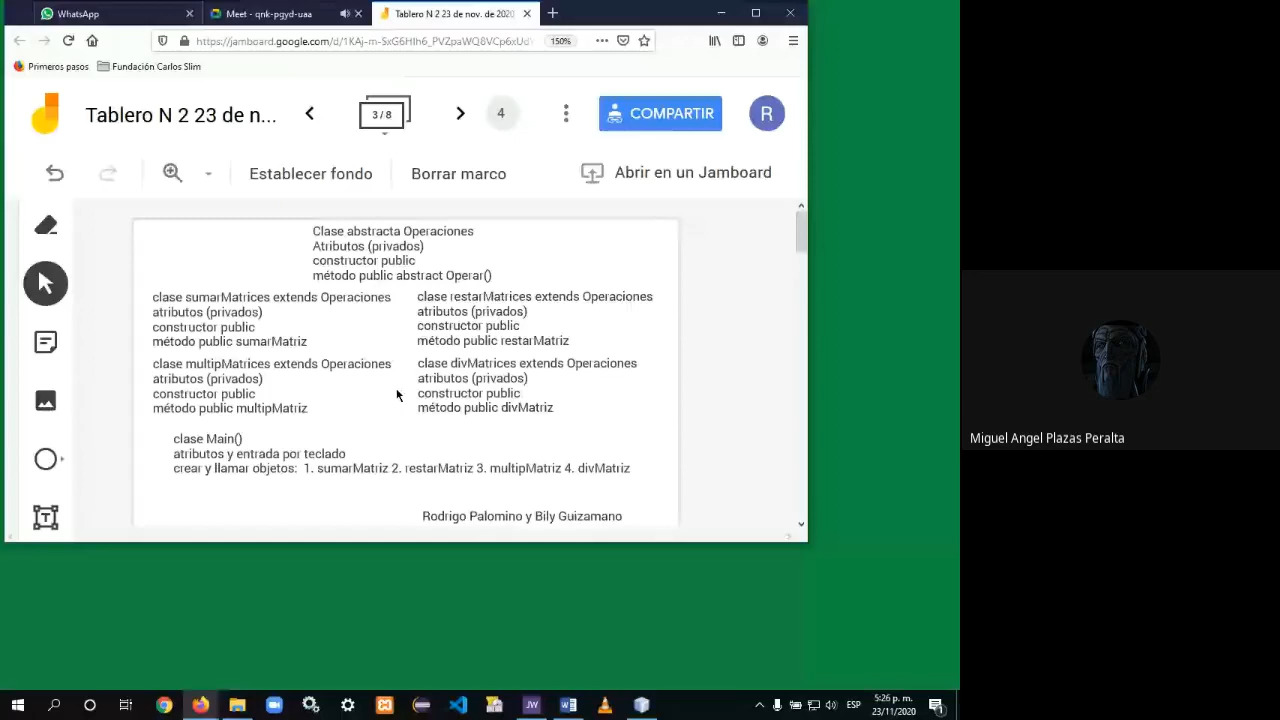 WhatsApp
Meet - qnk-pgyd-uaa
Tablero N 2 23 de nov. de 2020
https://jamboard.google.com/d/1KAj-m-SxG6HIh6_PVZpaWQ8VCp6xUd
150%
Primeros pasos
Fundación Carlos Slim
Tablero N 2 23 de n...
3 / 8
4
COMPARTIR
R
Establecer fondo
Borrar marco
Abrir en un Jamboard
Clase abstracta Operaciones
Atributos (privados)
constructor public
método public abstract Operar()
clase sumarMatrices extends Operaciones
atributos (privados)
constructor public
método public sumarMatriz
clase restarMatrices extends Operaciones
atributos (privados)
constructor public
método public restarMatriz
clase multipMatrices extends Operaciones
atributos (privados)
constructor public
método public multipMatriz
clase divMatrices extends Operaciones
atributos (privados)
constructor public
método public divMatriz
clase Main()
atributos y entrada por teclado
crear y llamar objetos: 1. sumarMatriz 2. restarMatriz 3. multipMatriz 4. divMatriz
Rodrigo Palomino y Bily Guizamano
Miguel Angel Plazas Peralta
ESP
5:26 p. m.
23/11/2020